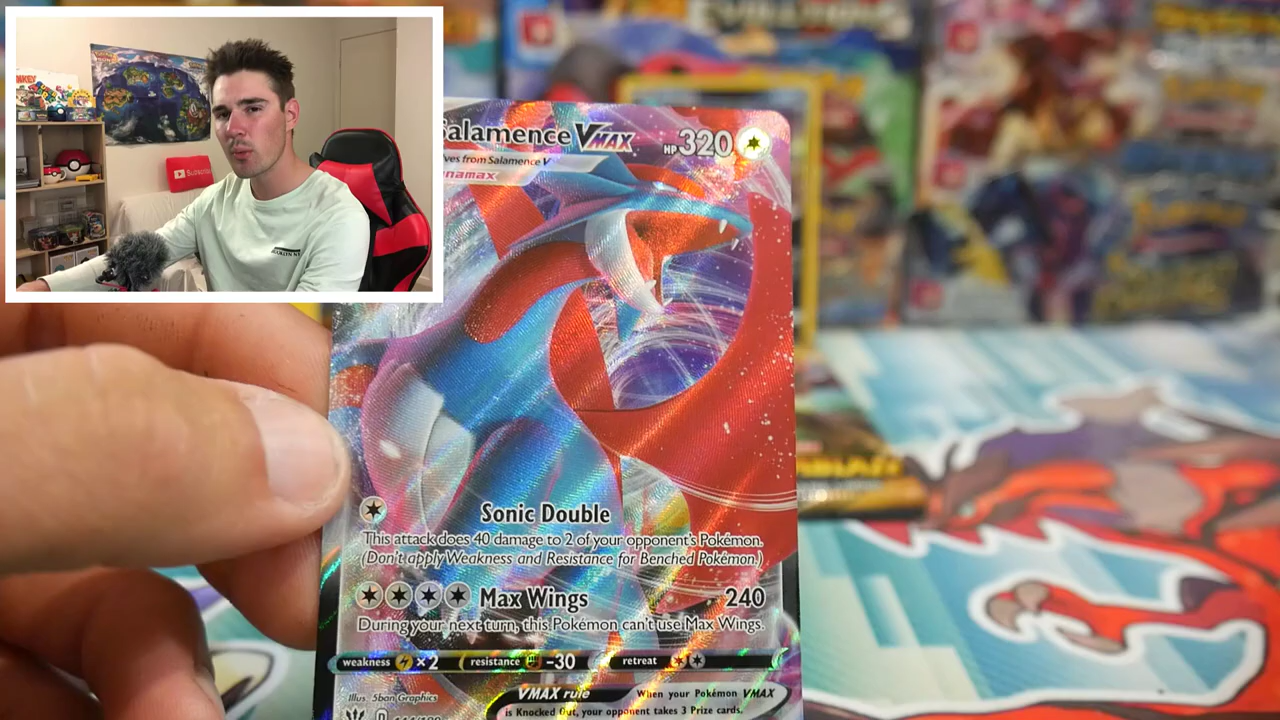 Salamence VMAX HP 320
ves from Salamence V
namax
Sonic Double
This attack does 40 damage to 2 of your opponent's Pokémon.
(Don't apply Weakness and Resistance for Benched Pokémon.)
Max Wings 240
During your next turn, this Pokémon can't use Max Wings.
weakness ×2 resistance -30 retreat
Illus. 5ban Graphics
VMAX rule When your Pokémon VMAX
is Knocked Out, your opponent takes 3 Prize cards.
Subscribe